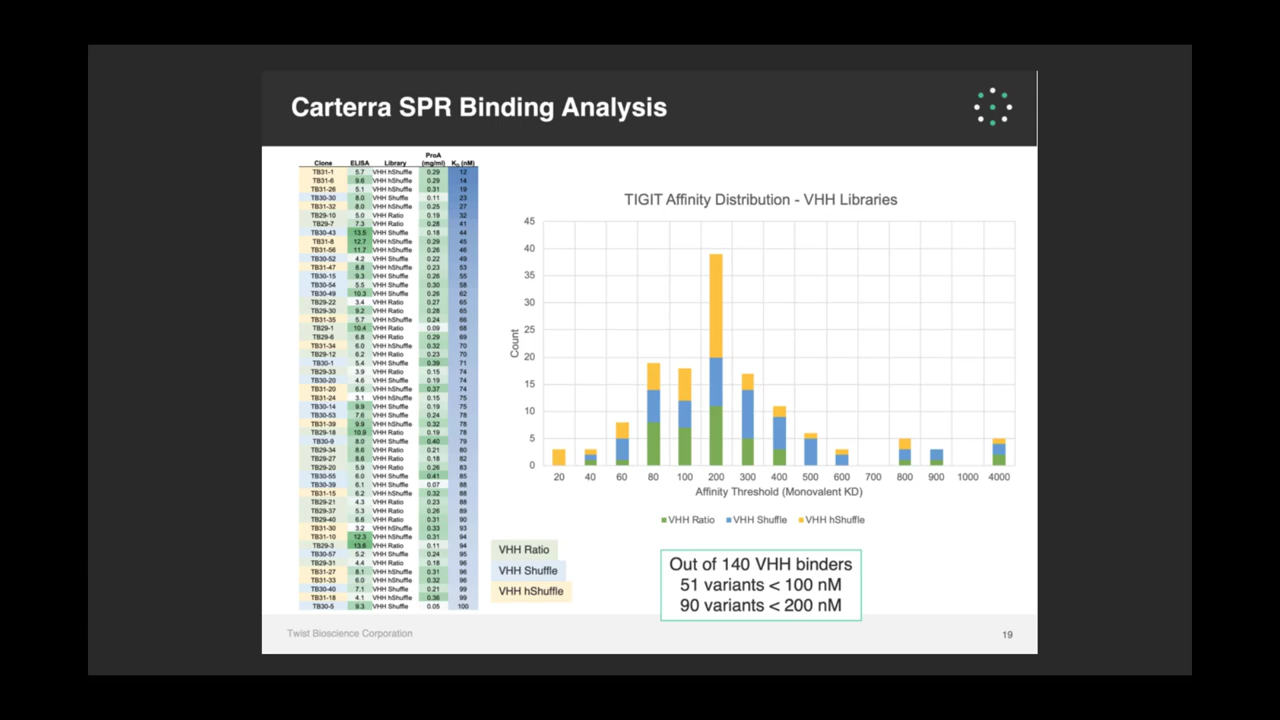 Carterra SPR Binding Analysis
Clone ELISA Library ProA (mg/ml) KD (nM)
TB31-1 5.7 VHH hShuffle 0.29 12
TB31-6 9.6 VHH hShuffle 0.29 14
TB31-26 5.1 VHH hShuffle 0.31 19
TB30-30 8.0 VHH Shuffle 0.11 23
TB31-32 8.0 VHH hShuffle 0.25 27
TB29-10 5.0 VHH Ratio 0.19 32
TB29-7 7.3 VHH Ratio 0.28 41
TB30-43 13.5 VHH Shuffle 0.18 44
TB31-8 12.7 VHH hShuffle 0.29 45
TB31-56 11.7 VHH hShuffle 0.26 46
TB30-52 4.2 VHH Shuffle 0.22 49
TB31-47 8.8 VHH hShuffle 0.23 53
TB30-15 9.3 VHH Shuffle 0.26 55
TB30-54 5.5 VHH Shuffle 0.30 58
TB30-49 10.3 VHH Shuffle 0.26 62
TB29-22 3.4 VHH Ratio 0.27 65
TB29-30 9.2 VHH Ratio 0.28 65
TB31-35 5.7 VHH hShuffle 0.24 66
TB29-1 10.4 VHH Ratio 0.09 68
TB29-6 6.8 VHH Ratio 0.29 69
TB31-34 6.0 VHH hShuffle 0.32 70
TB29-12 6.2 VHH Ratio 0.23 70
TB30-1 5.4 VHH Shuffle 0.39 71
TB29-33 3.9 VHH Ratio 0.15 74
TB30-20 4.6 VHH Shuffle 0.19 74
TB31-20 6.6 VHH hShuffle 0.37 74
TB31-24 3.1 VHH hShuffle 0.15 75
TB30-14 9.9 VHH Shuffle 0.19 75
TB30-53 7.6 VHH Shuffle 0.24 78
TB31-39 9.9 VHH hShuffle 0.32 78
TB29-18 10.9 VHH Ratio 0.19 78
TB30-9 8.0 VHH Shuffle 0.40 79
TB29-34 8.6 VHH Ratio 0.21 80
TB29-27 8.6 VHH Ratio 0.18 82
TB29-20 5.9 VHH Ratio 0.26 83
TB30-55 6.0 VHH Shuffle 0.41 85
TB30-39 6.1 VHH Shuffle 0.07 88
TB31-15 6.2 VHH hShuffle 0.32 88
TB29-21 4.3 VHH Ratio 0.23 88
TB29-37 5.3 VHH Ratio 0.26 89
TB29-40 6.6 VHH Ratio 0.31 90
TB31-30 3.2 VHH hShuffle 0.33 93
TB31-10 12.3 VHH hShuffle 0.31 94
TB29-3 13.6 VHH Ratio 0.11 94
TB30-57 5.2 VHH Shuffle 0.24 95
TB29-31 4.4 VHH Ratio 0.18 96
TB31-27 8.1 VHH hShuffle 0.31 96
TB31-33 6.0 VHH hShuffle 0.32 96
TB30-40 7.1 VHH Shuffle 0.21 99
TB31-18 4.1 VHH hShuffle 0.36 99
TB30-5 9.3 VHH Shuffle 0.05 100
VHH Ratio
VHH Shuffle
VHH hShuffle
TIGIT Affinity Distribution - VHH Libraries
45
40
35
30
25
20
15
10
5
0
Count
20 40 60 80 100 200 300 400 500 600 700 800 900 1000 4000
Affinity Threshold (Monovalent KD)
VHH Ratio VHH Shuffle VHH hShuffle
Out of 140 VHH binders
51 variants < 100 nM
90 variants < 200 nM
Twist Bioscience Corporation
19